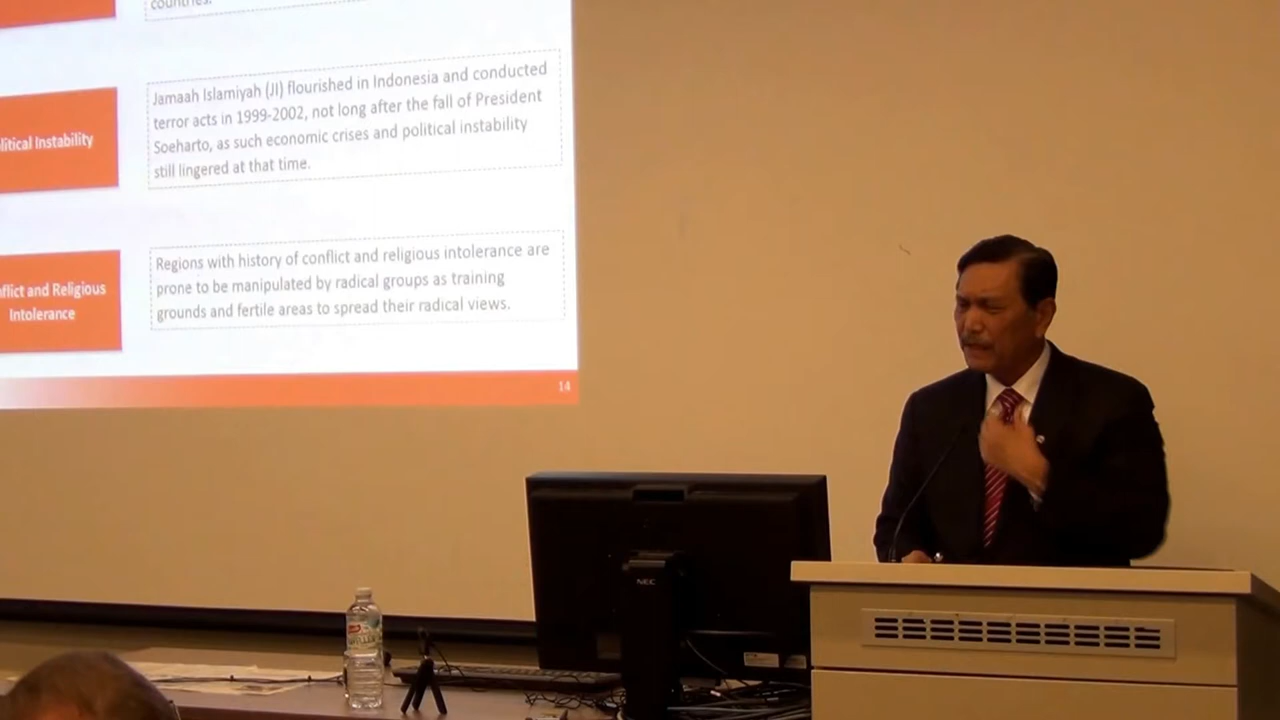 countries.
litical Instability
Jamaah Islamiyah (JI) flourished in Indonesia and conducted
terror acts in 1999-2002, not long after the fall of President
Soeharto, as such economic crises and political instability
still lingered at that time.
nflict and Religious
Intolerance
Regions with history of conflict and religious intolerance are
prone to be manipulated by radical groups as training
grounds and fertile areas to spread their radical views.
14
NEC